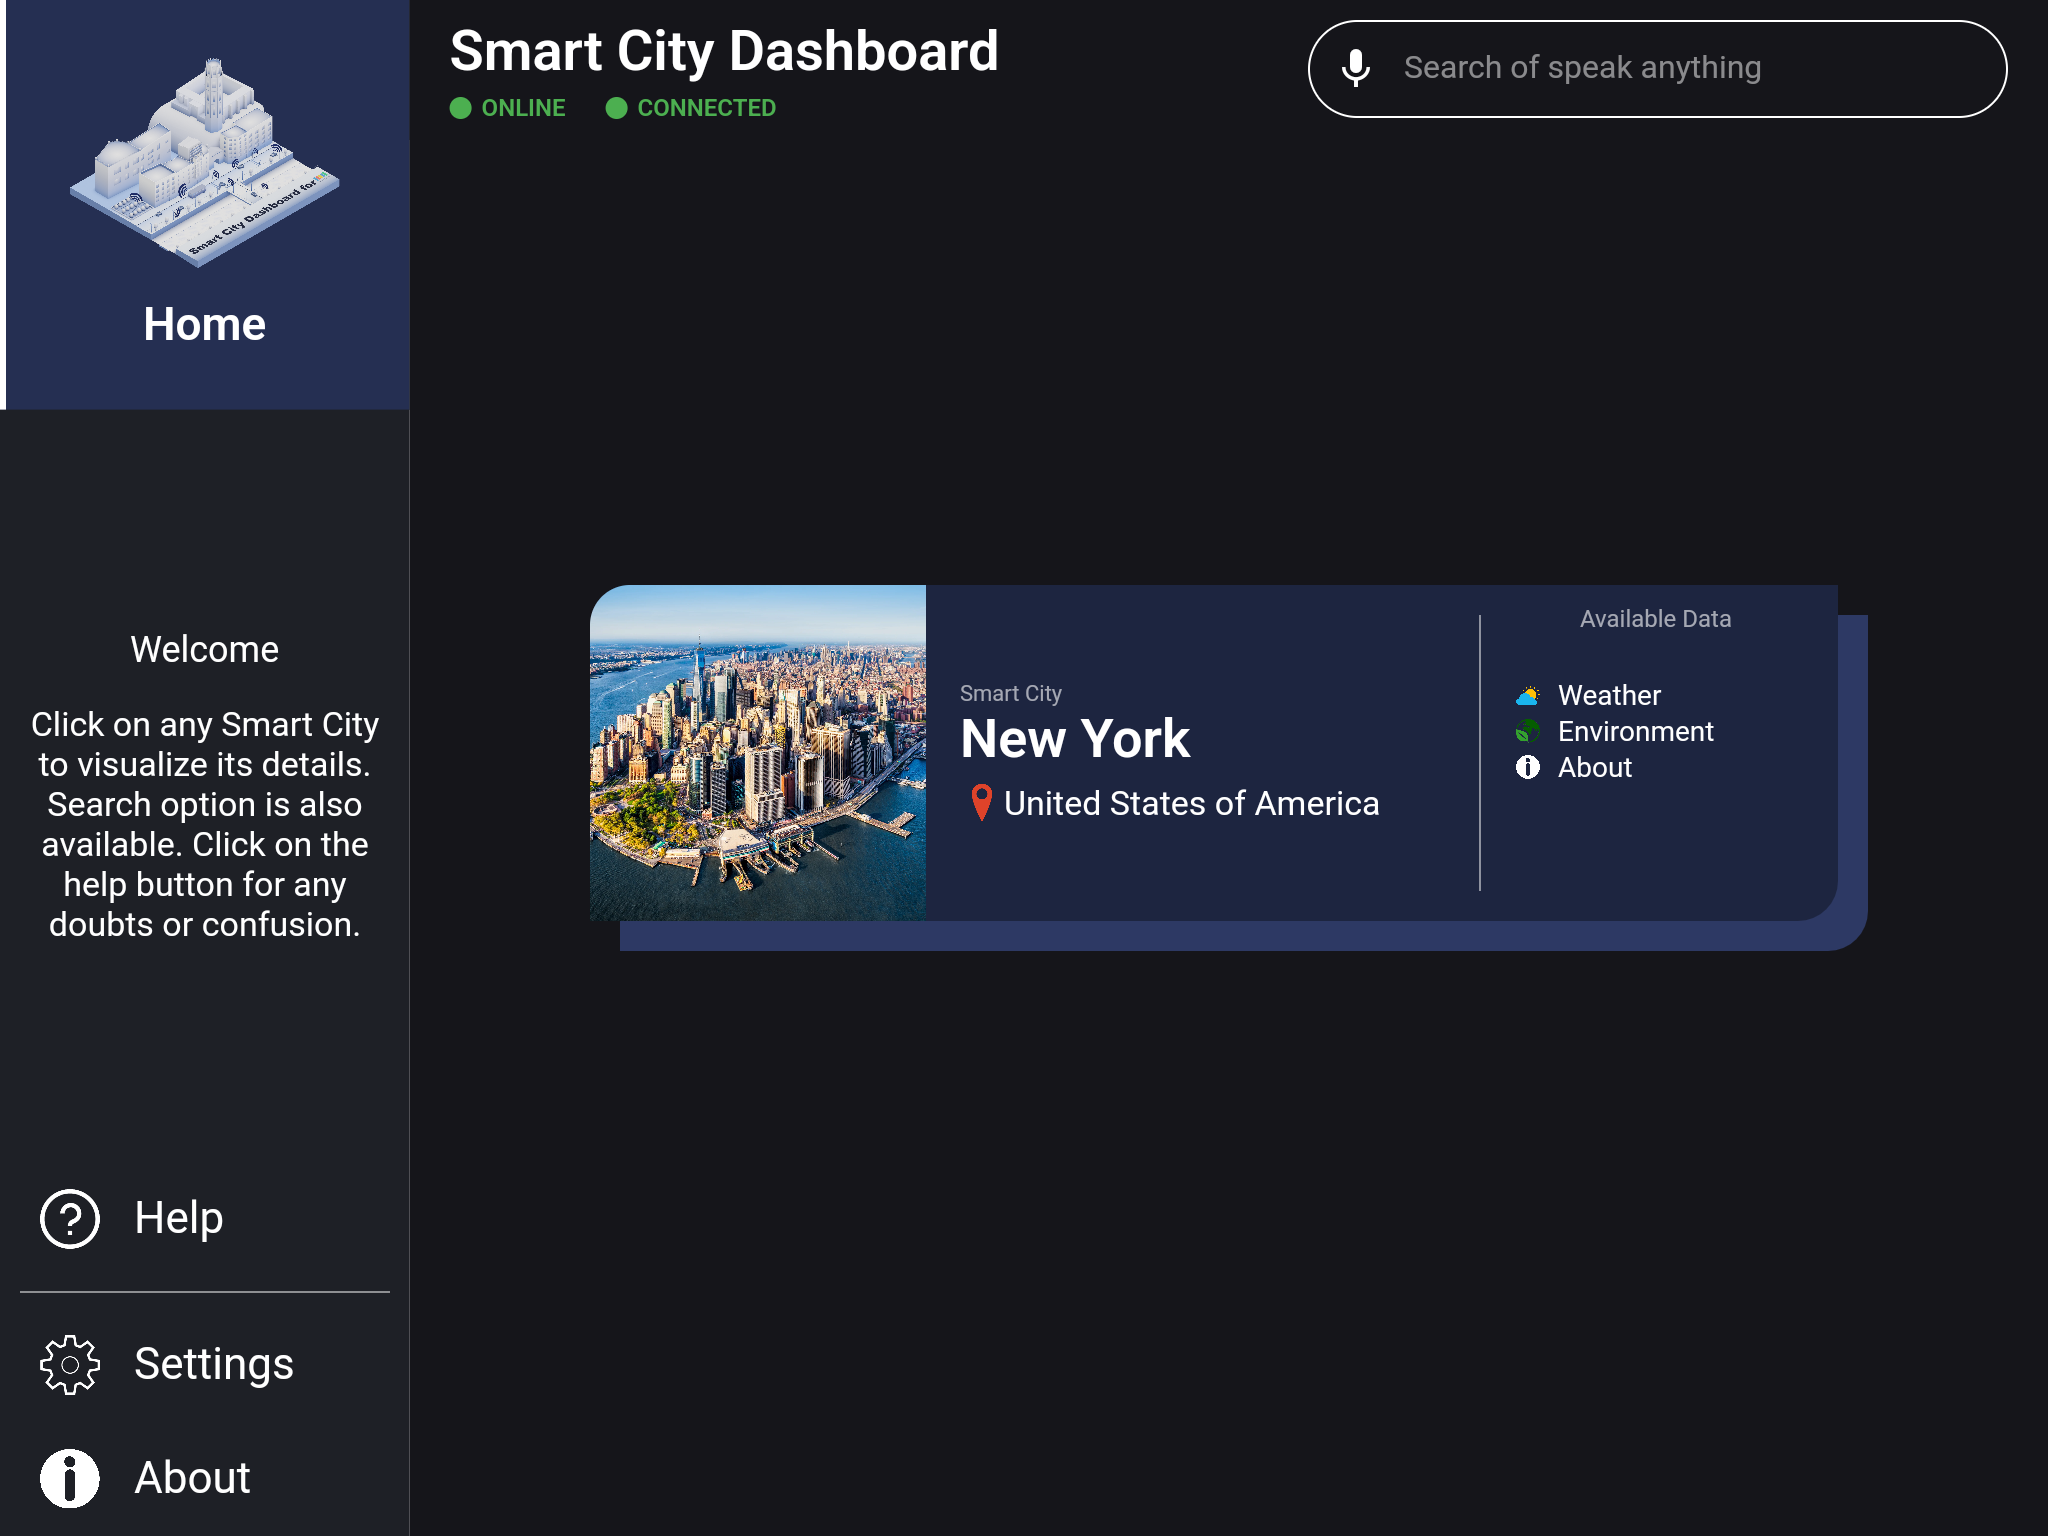 Smart City Dashboard for
Home
Welcome
Click on any Smart City
to visualize its details.
Search option is also
available. Click on the
help button for any
doubts or confusion.
Help
Settings
About
Smart City Dashboard
ONLINE
CONNECTED
Search of speak anything
Smart City
New York
United States of America
Available Data
Weather
Environment
About